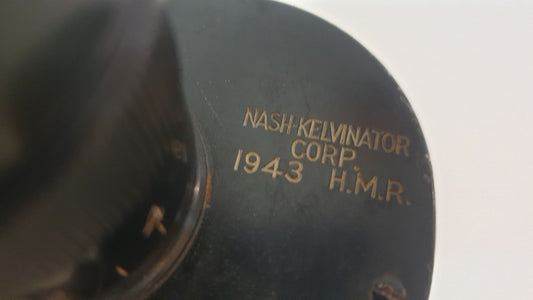 NASH-KELVINATOR
CORP.
1943 H.M.R.